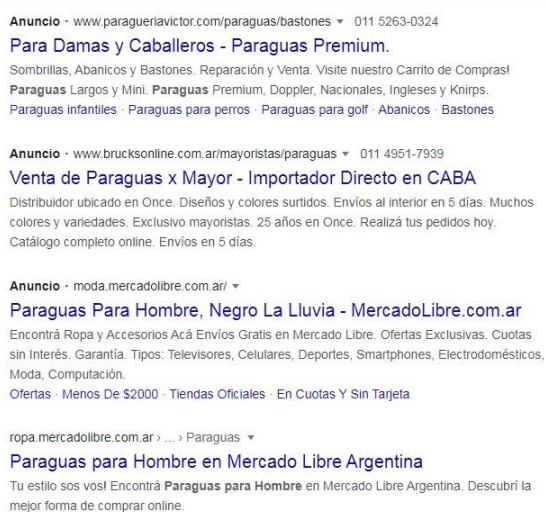 Anuncio · www.paragueriavictor.com/paraguas/bastones ▼ 011 5263-0324
Para Damas y Caballeros - Paraguas Premium.
Sombrillas, Abanicos y Bastones. Reparación y Venta. Visite nuestro Carrito de Compras!
Paraguas Largos y Mini. Paraguas Premium, Doppler, Nacionales, Ingleses y Knirps.
Paraguas infantiles · Paraguas para perros · Paraguas para golf · Abanicos · Bastones
Anuncio · www.brucksonline.com.ar/mayoristas/paraguas ▼ 011 4951-7939
Venta de Paraguas x Mayor - Importador Directo en CABA
Distribuidor ubicado en Once. Diseños y colores surtidos. Envíos al interior en 5 días. Muchos
colores y variedades. Exclusivo mayoristas. 25 años en Once. Realizá tus pedidos hoy.
Catálogo completo online. Envíos en 5 días.
Anuncio · moda.mercadolibre.com.ar/ ▼
Paraguas Para Hombre, Negro La Lluvia - MercadoLibre.com.ar
Encontrá Ropa y Accesorios Acá Envíos Gratis en Mercado Libre. Ofertas Exclusivas. Cuotas
sin Interés. Garantía. Tipos: Televisores, Celulares, Deportes, Smartphones, Electrodomésticos,
Moda, Computación.
Ofertas · Menos De $2000 · Tiendas Oficiales · En Cuotas Y Sin Tarjeta
ropa.mercadolibre.com.ar › ... › Paraguas ▼
Paraguas para Hombre en Mercado Libre Argentina
Tu estilo sos vos! Encontrá Paraguas para Hombre en Mercado Libre Argentina. Descubrí la
mejor forma de comprar online.